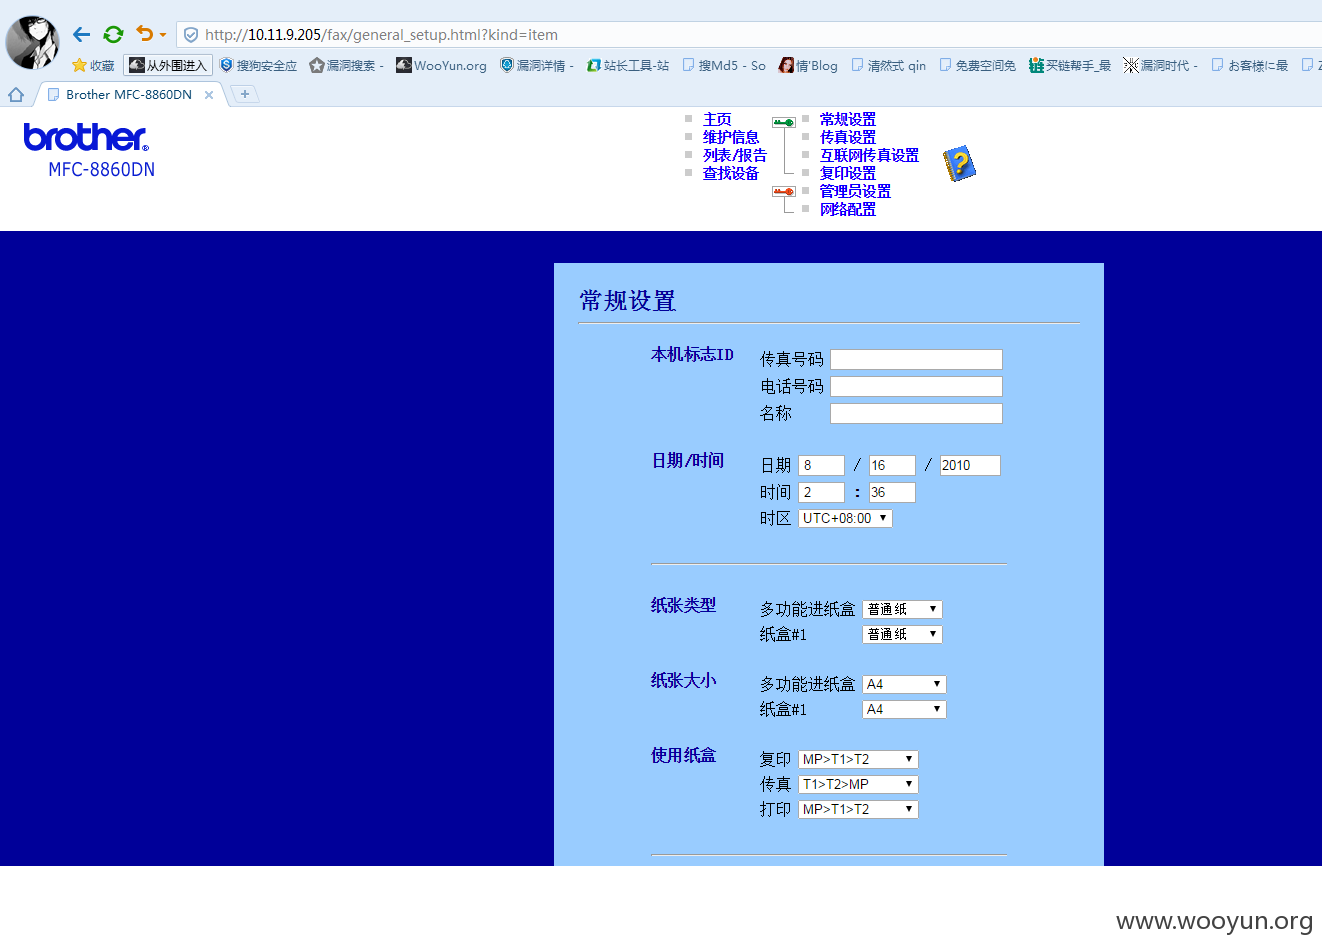 http://10.11.9.205/fax/general_setup.html?kind=item
收藏 从外围进入 搜狗安全应 漏洞搜索 - WooYun.org 漏洞详情 - 站长工具-站 搜Md5 - So 情'Blog 清然式 qin 免费空间免 买链帮手_最 漏洞时代 - お客様に最
Brother MFC-8860DN
brother
MFC-8860DN
主页
维护信息
列表/报告
查找设备
常规设置
传真设置
互联网传真设置
复印设置
管理员设置
网络配置
常规设置
本机标志ID 传真号码
电话号码
名称
日期/时间 日期 8 / 16 / 2010
时间 2 : 36
时区 UTC+08:00
纸张类型 多功能进纸盒 普通纸
纸盒#1 普通纸
纸张大小 多功能进纸盒 A4
纸盒#1 A4
使用纸盒 复印 MP>T1>T2
传真 T1>T2>MP
打印 MP>T1>T2
www.wooyun.org